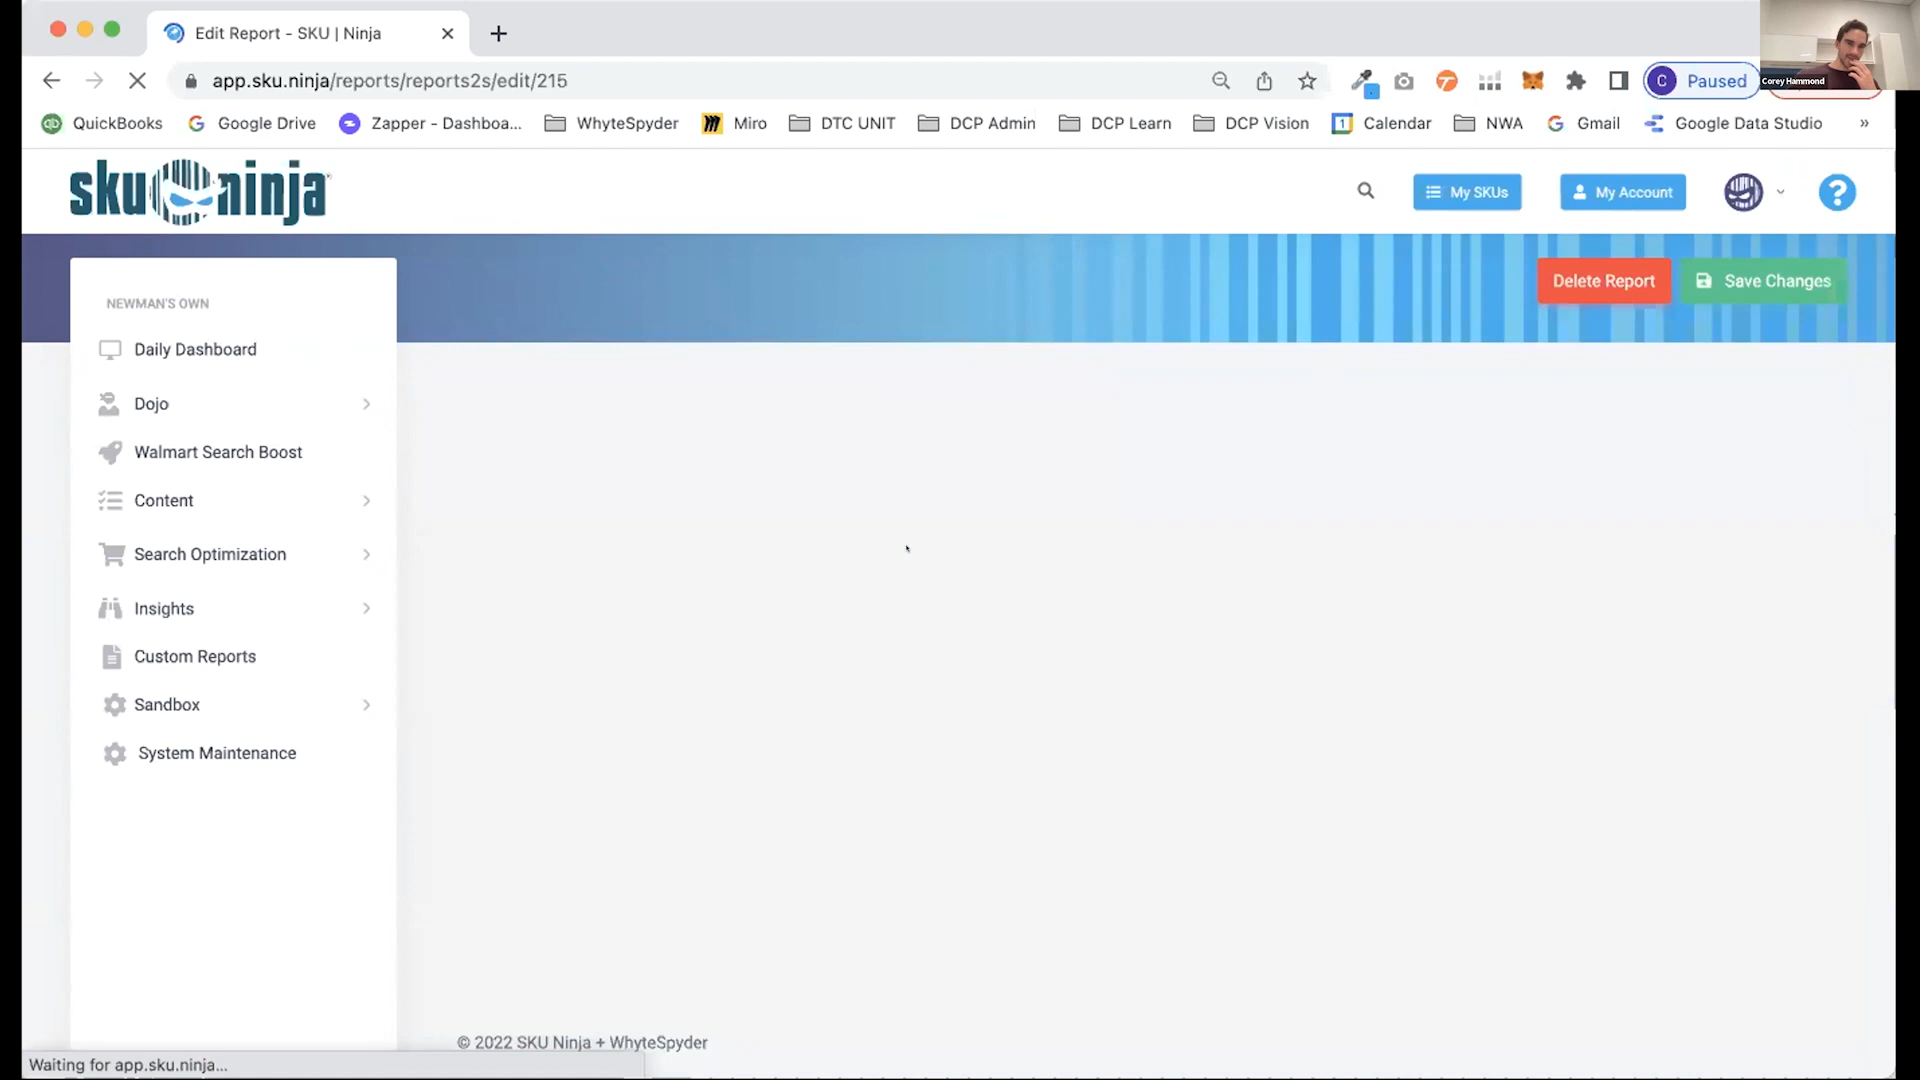 Edit Report - SKU | Ninja
Corey Hammond
app.sku.ninja/reports/reports2s/edit/215
C Paused
QuickBooks Google Drive Zapper - Dashboa... WhyteSpyder Miro DTC UNIT DCP Admin DCP Learn DCP Vision 1 Calendar NWA Gmail Google Data Studio »
sku ninja
My SKUs My Account ?
Delete Report Save Changes
NEWMAN'S OWN
Daily Dashboard
Dojo
Walmart Search Boost
Content
Search Optimization
Insights
Custom Reports
Sandbox
System Maintenance
© 2022 SKU Ninja + WhyteSpyder
Waiting for app.sku.ninja...